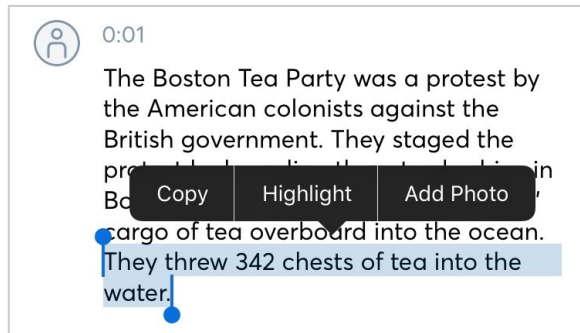 0:01
The Boston Tea Party was a protest by
the American colonists against the
British government. They staged the
in
Copy Highlight Add Photo
cargo of tea overboard into the ocean.
They threw 342 chests of tea into the
water.